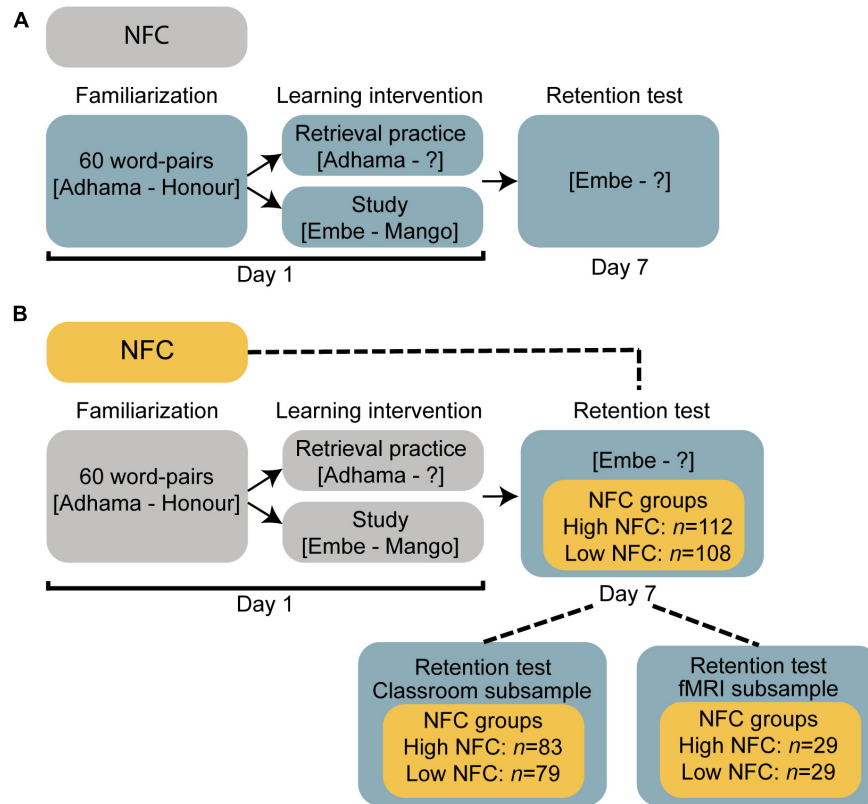 A
NFC
Familiarization
Learning intervention
Retention test
60 word-pairs
[Adhama - Honour]
Retrieval practice
[Adhama - ?]
Study
[Embe - Mango]
[Embe - ?]
Day 1
Day 7
B
NFC
Familiarization
Learning intervention
Retention test
60 word-pairs
[Adhama - Honour]
Retrieval practice
[Adhama - ?]
Study
[Embe - Mango]
[Embe - ?]
NFC groups
High NFC: n=112
Low NFC: n=108
Day 1
Day 7
Retention test
Classroom subsample
NFC groups
High NFC: n=83
Low NFC: n=79
Retention test
fMRI subsample
NFC groups
High NFC: n=29
Low NFC: n=29